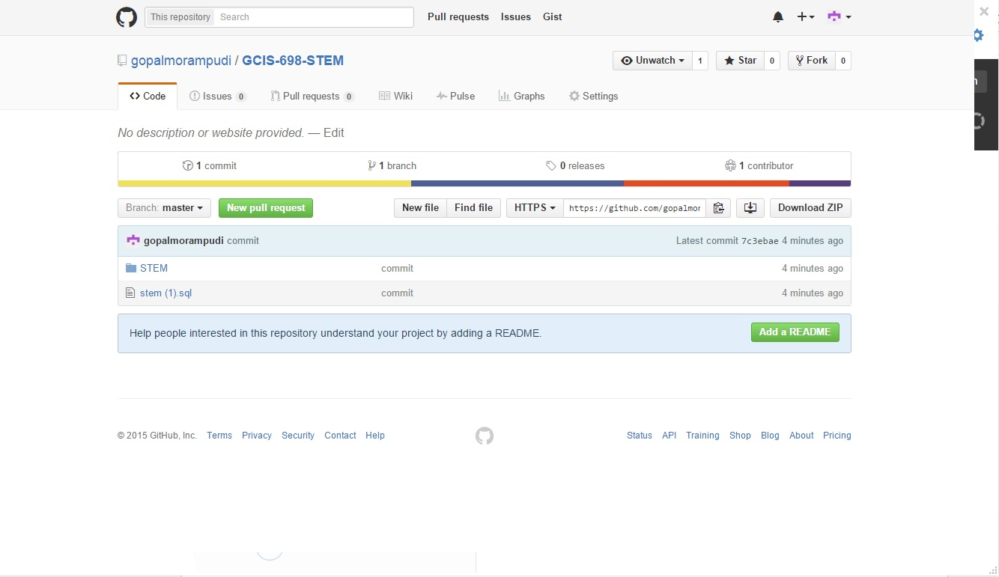 This repository Search Pull requests Issues Gist
gopalmorampudi / GCIS-698-STEM Unwatch 1 Star 0 Fork 0
Code Issues 0 Pull requests 0 Wiki Pulse Graphs Settings
No description or website provided. — Edit
1 commit 1 branch 0 releases 1 contributor
Branch: master New pull request New file Find file HTTPS https://github.com/gopalmor Download ZIP
gopalmorampudi commit Latest commit 7c3ebae 4 minutes ago
STEM commit 4 minutes ago
stem (1).sql commit 4 minutes ago
Help people interested in this repository understand your project by adding a README. Add a README
© 2015 GitHub, Inc. Terms Privacy Security Contact Help Status API Training Shop Blog About Pricing